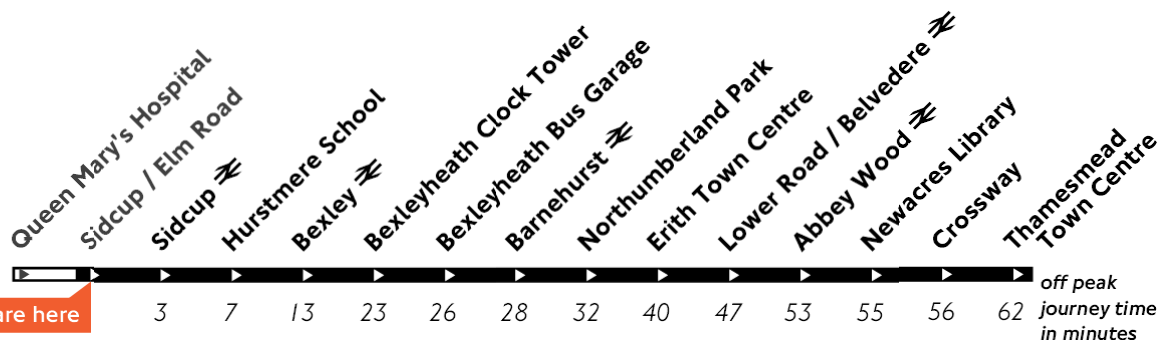 Queen Mary's Hospital
Sidcup / Elm Road
Sidcup
Hurstmere School
Bexley
Bexleyheath Clock Tower
Bexleyheath Bus Garage
Barnehurst
Northumberland Park
Erith Town Centre
Lower Road / Belvedere
Abbey Wood
Newacres Library
Crossway
Thamesmead
Town Centre
are here
3 7 13 23 26 28 32 40 47 53 55 56 62
off peak
journey time
in minutes